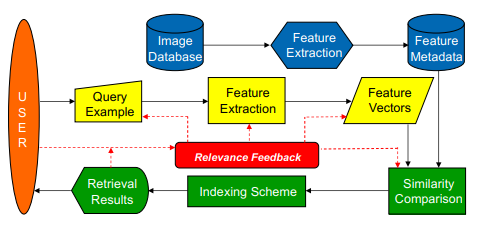 Image
Database
Feature
Extraction
Feature
Metadata
USER
Query
Example
Feature
Extraction
Feature
Vectors
Relevance Feedback
Retrieval
Results
Indexing Scheme
Similarity
Comparison